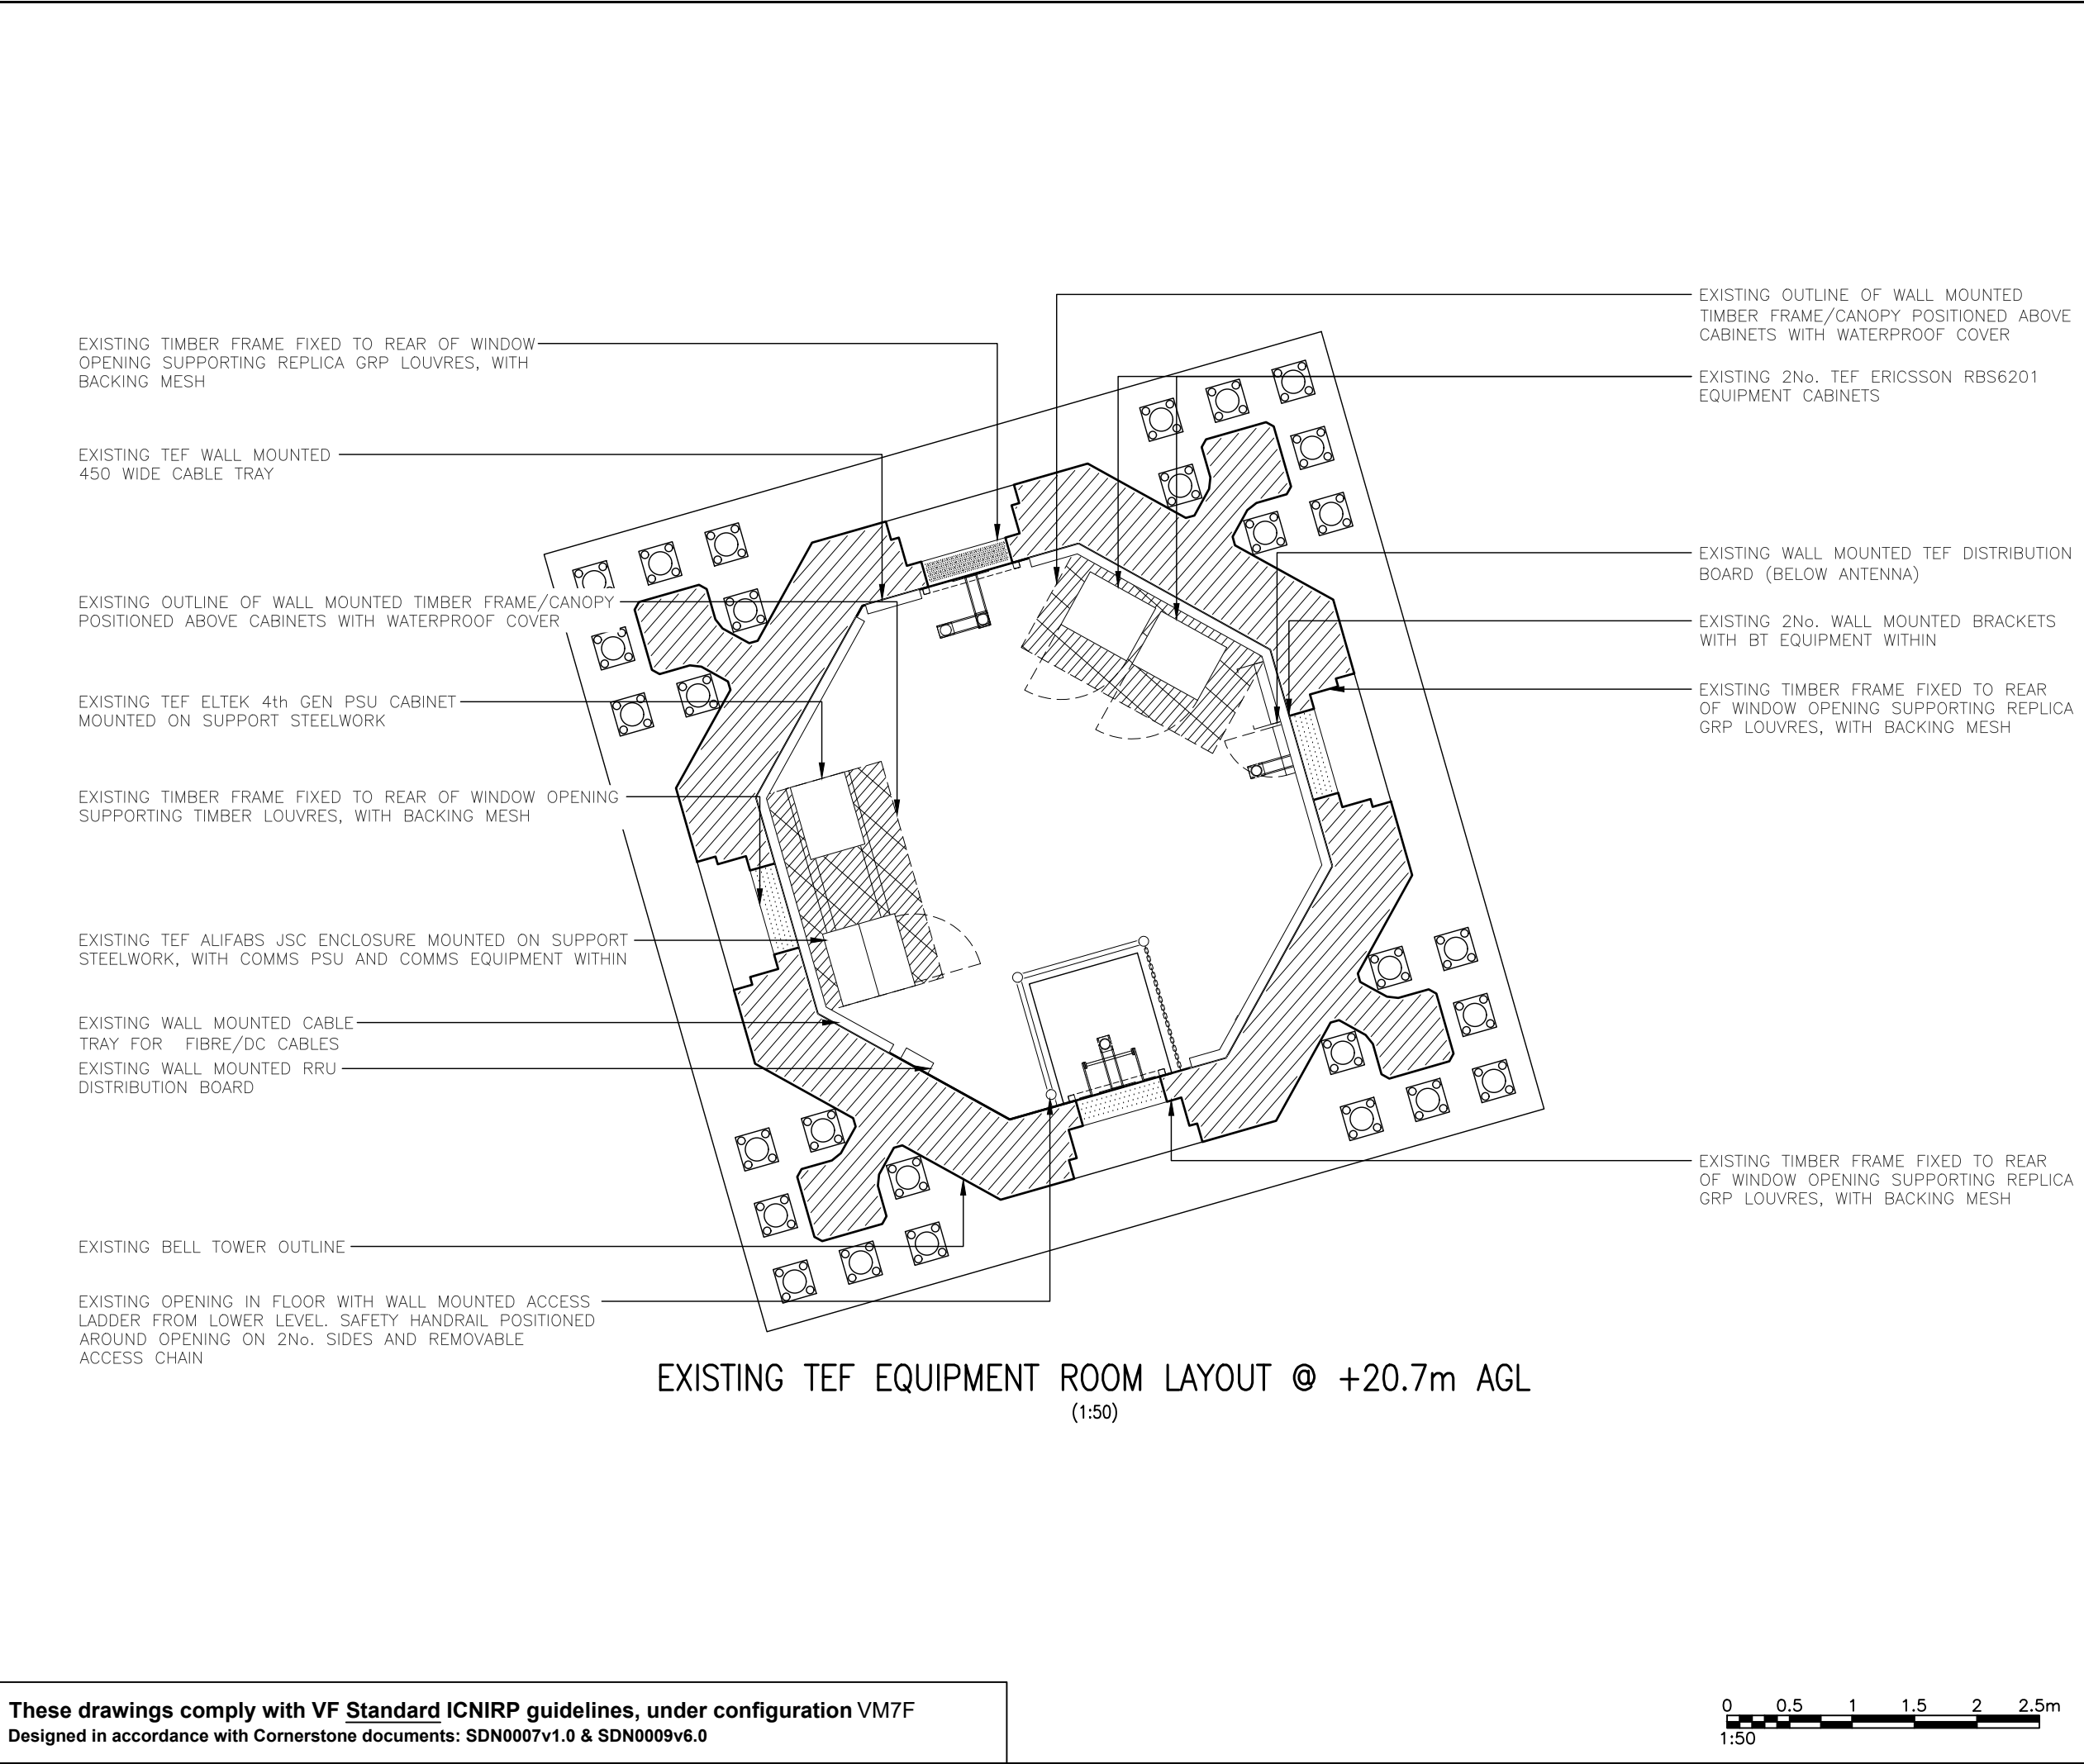 EXISTING TIMBER FRAME FIXED TO REAR OF WINDOW
OPENING SUPPORTING REPLICA GRP LOUVRES, WITH
BACKING MESH
EXISTING TEF WALL MOUNTED
450 WIDE CABLE TRAY
EXISTING OUTLINE OF WALL MOUNTED TIMBER FRAME/CANOPY
POSITIONED ABOVE CABINETS WITH WATERPROOF COVER
EXISTING TEF ELTEK 4th GEN PSU CABINET
MOUNTED ON SUPPORT STEELWORK
EXISTING TIMBER FRAME FIXED TO REAR OF WINDOW OPENING
SUPPORTING TIMBER LOUVRES, WITH BACKING MESH
EXISTING TEF ALIFABS JSC ENCLOSURE MOUNTED ON SUPPORT
STEELWORK, WITH COMMS PSU AND COMMS EQUIPMENT WITHIN
EXISTING WALL MOUNTED CABLE
TRAY FOR FIBRE/DC CABLES
EXISTING WALL MOUNTED RRU
DISTRIBUTION BOARD
EXISTING BELL TOWER OUTLINE
EXISTING OPENING IN FLOOR WITH WALL MOUNTED ACCESS
LADDER FROM LOWER LEVEL. SAFETY HANDRAIL POSITIONED
AROUND OPENING ON 2No. SIDES AND REMOVABLE
ACCESS CHAIN
EXISTING OUTLINE OF WALL MOUNTED
TIMBER FRAME/CANOPY POSITIONED ABOVE
CABINETS WITH WATERPROOF COVER
EXISTING 2No. TEF ERICSSON RBS6201
EQUIPMENT CABINETS
EXISTING WALL MOUNTED TEF DISTRIBUTION
BOARD (BELOW ANTENNA)
EXISTING 2No. WALL MOUNTED BRACKETS
WITH BT EQUIPMENT WITHIN
EXISTING TIMBER FRAME FIXED TO REAR
OF WINDOW OPENING SUPPORTING REPLICA
GRP LOUVRES, WITH BACKING MESH
EXISTING TIMBER FRAME FIXED TO REAR
OF WINDOW OPENING SUPPORTING REPLICA
GRP LOUVRES, WITH BACKING MESH
EXISTING TEF EQUIPMENT ROOM LAYOUT @ +20.7m AGL
(1:50)
These drawings comply with VF Standard ICNIRP guidelines, under configuration VM7F
Designed in accordance with Cornerstone documents: SDN0007v1.0 & SDN0009v6.0
0 0.5 1 1.5 2 2.5m
1:50